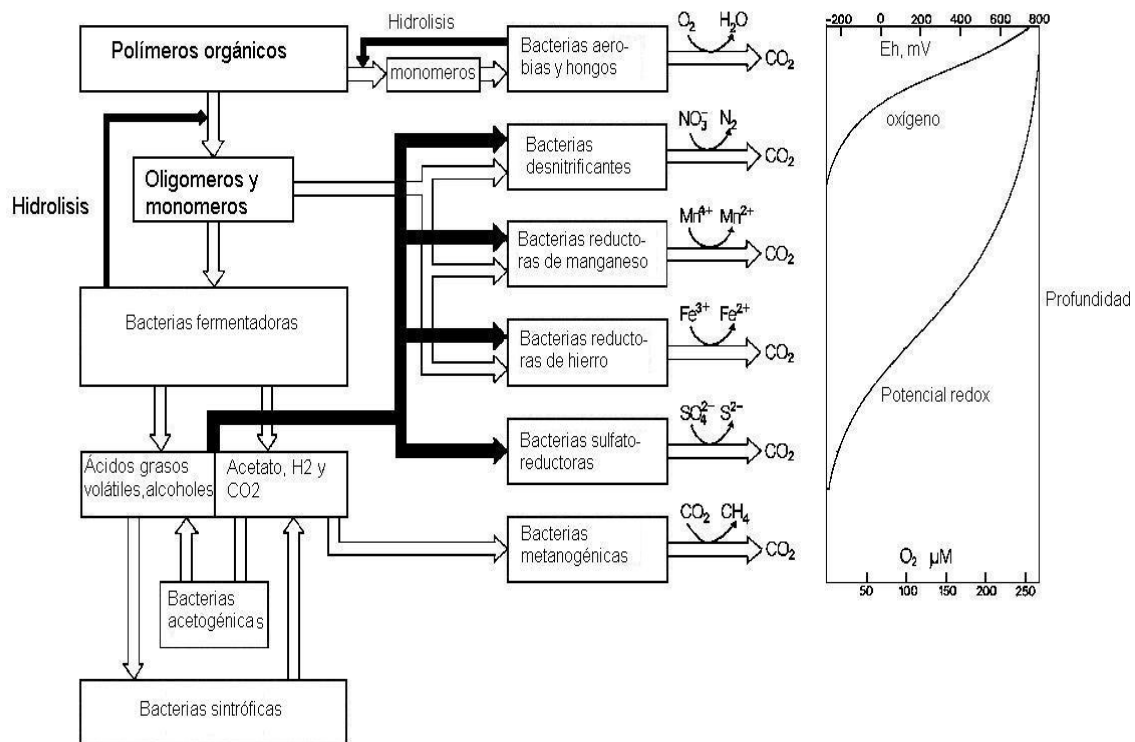 Hidrolisis
Polímeros orgánicos
monomeros
Bacterias aero-
bias y hongos
O₂ H₂O
CO₂
Oligomeros y
monomeros
Hidrolisis
Bacterias
desnitrificantes
NO₃⁻ N₂
CO₂
Bacterias reducto-
ras de manganeso
Mn⁴⁺ Mn²⁺
CO₂
Bacterias fermentadoras
Bacterias reducto-
ras de hierro
Fe³⁺ Fe²⁺
CO₂
Ácidos grasos
volátiles,alcoholes
Acetato, H2 y
CO2
Bacterias sulfato-
reductoras
SO₄²⁻ S²⁻
CO₂
Bacterias
metanogénicas
CO₂ CH₄
CO₂
Bacterias
acetogénicas
Bacterias sintróficas
-200 0 400 800
Eh, mV
oxígeno
Profundidad
Potencial redox
O₂ µM
50 100 150 200 250